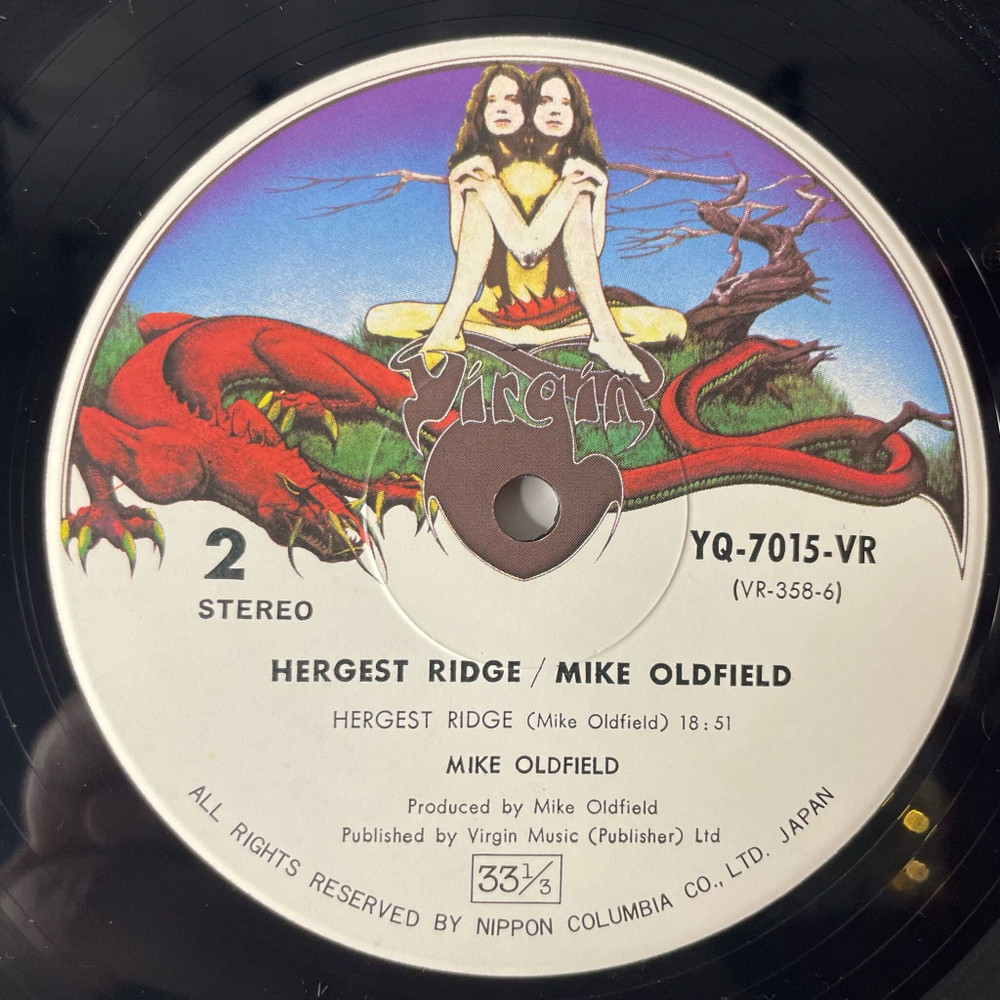 Virgin
2
STEREO
YQ-7015-VR
(VR-358-6)
HERGEST RIDGE / MIKE OLDFIELD
HERGEST RIDGE (Mike Oldfield) 18:51
MIKE OLDFIELD
Produced by Mike Oldfield
Published by Virgin Music (Publisher) Ltd
33⅓
ALL RIGHTS RESERVED BY NIPPON COLUMBIA CO., LTD. JAPAN